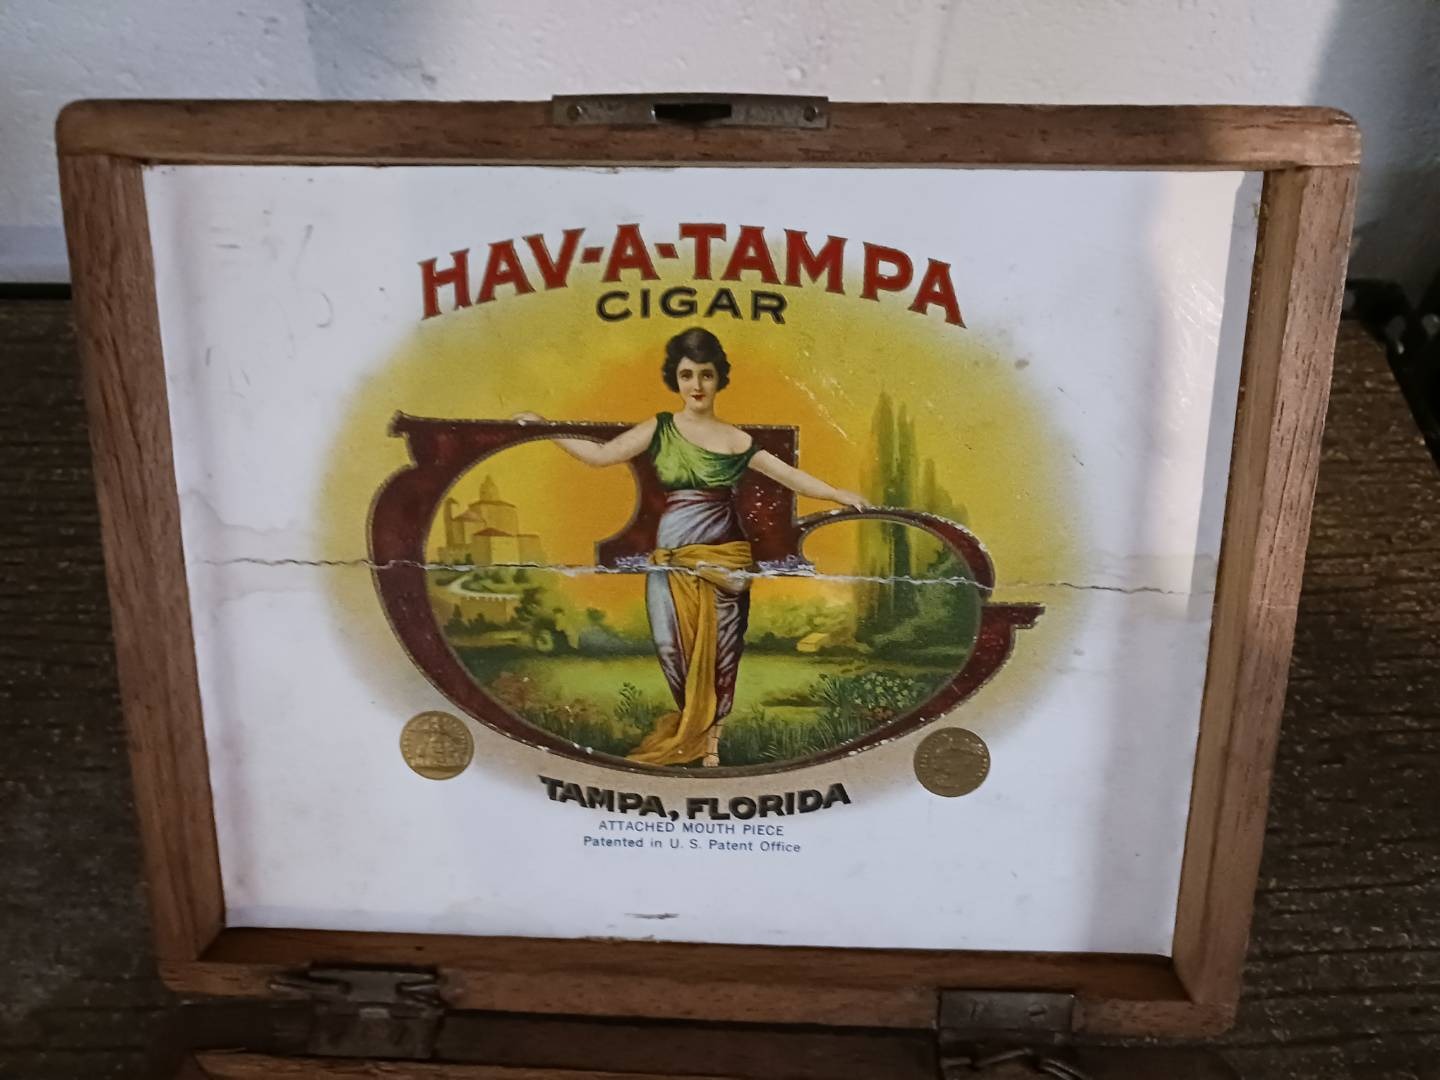 HAV-A-TAMPA
CIGAR
TAMPA, FLORIDA
ATTACHED MOUTH PIECE
Patented in U. S. Patent Office